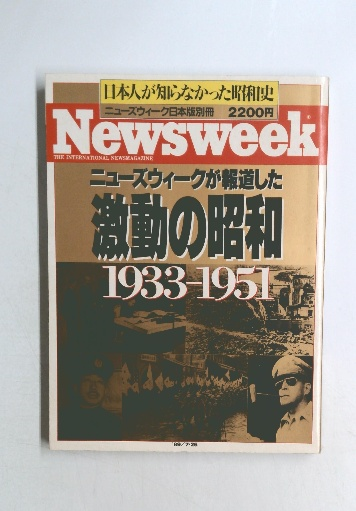 日本人が知らなかった昭和史
ニューズウィーク日本版別冊 2200円
Newsweek
THE INTERNATIONAL NEWSMAGAZINE
ニューズウィークが報道した
激動の昭和
1933-1951